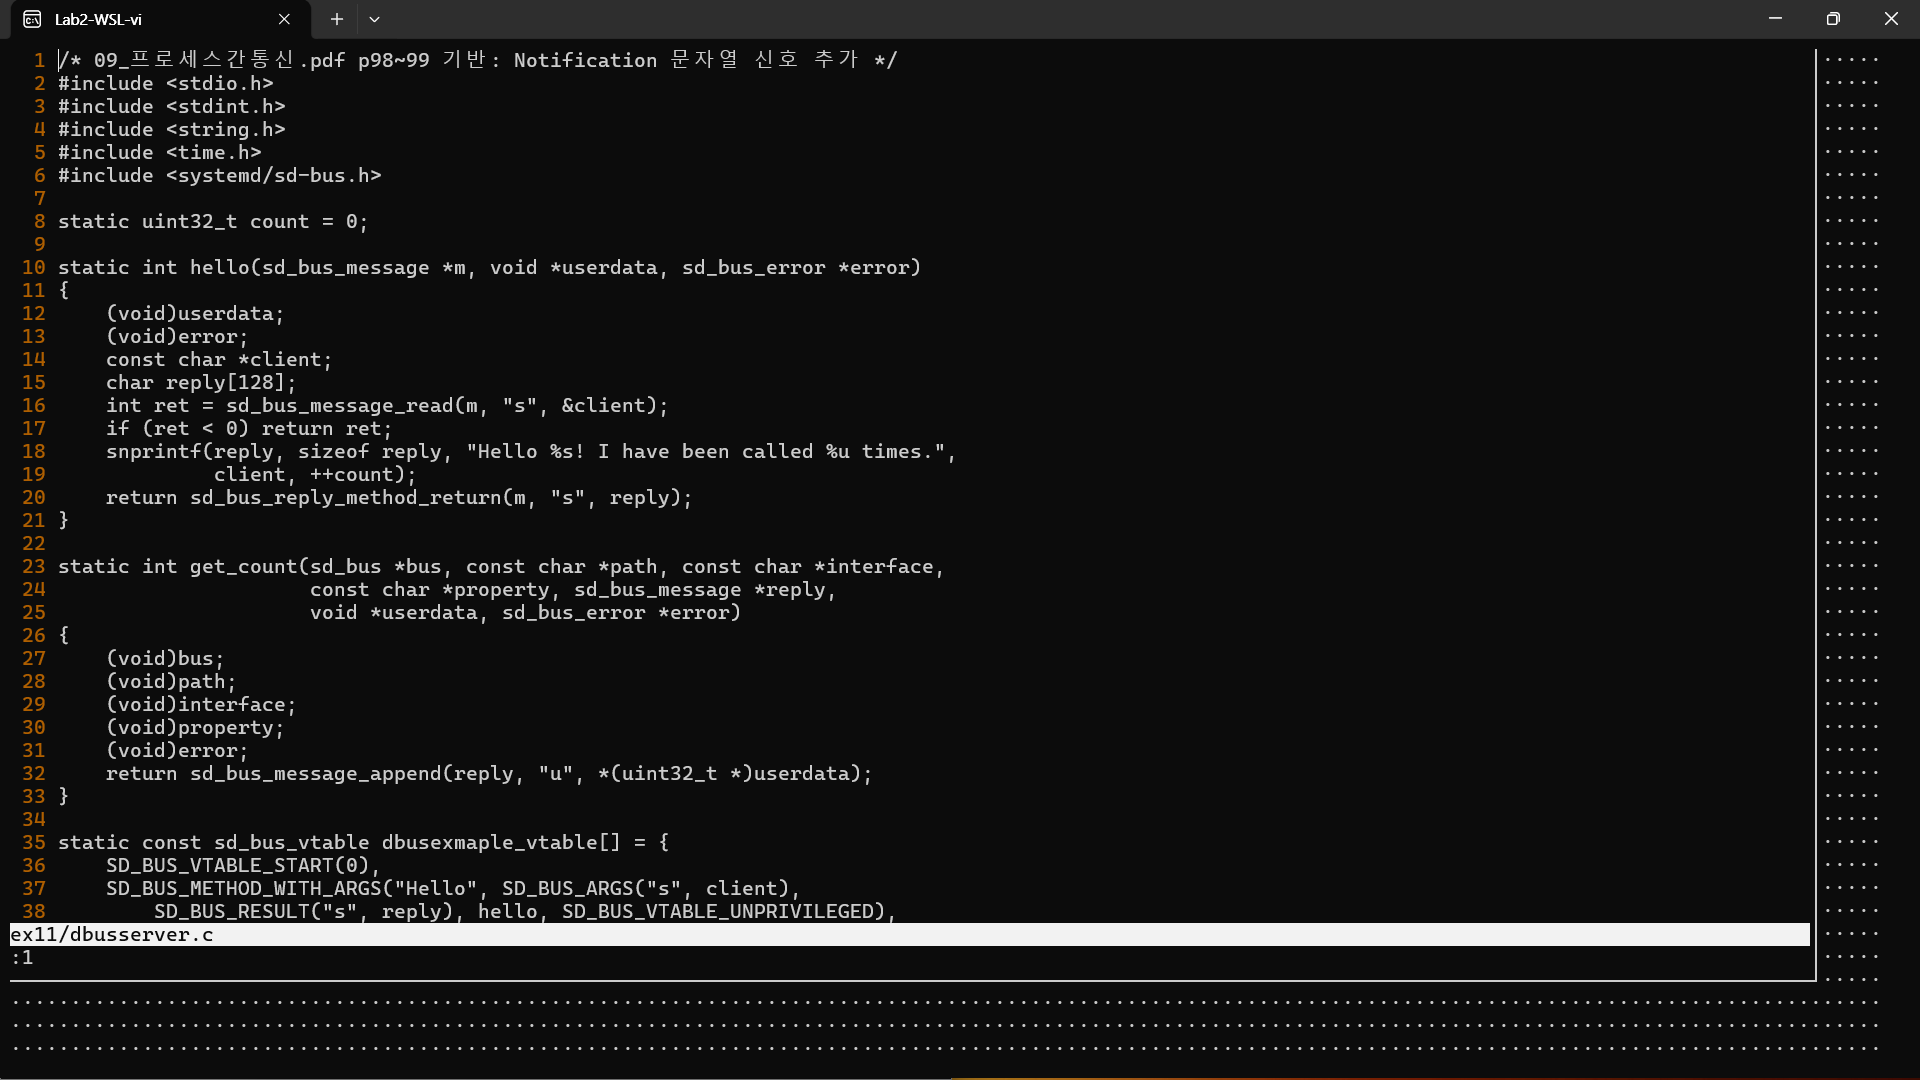 Lab2-WSL-vi
1 /* 09_프로세스간통신.pdf p98~99 기반: Notification 문자열 신호 추가 */
2 #include <stdio.h>
3 #include <stdint.h>
4 #include <string.h>
5 #include <time.h>
6 #include <systemd/sd-bus.h>
7
8 static uint32_t count = 0;
9
10 static int hello(sd_bus_message *m, void *userdata, sd_bus_error *error)
11 {
12     (void)userdata;
13     (void)error;
14     const char *client;
15     char reply[128];
16     int ret = sd_bus_message_read(m, "s", &client);
17     if (ret < 0) return ret;
18     snprintf(reply, sizeof reply, "Hello %s! I have been called %u times.",
19              client, ++count);
20     return sd_bus_reply_method_return(m, "s", reply);
21 }
22
23 static int get_count(sd_bus *bus, const char *path, const char *interface,
24                      const char *property, sd_bus_message *reply,
25                      void *userdata, sd_bus_error *error)
26 {
27     (void)bus;
28     (void)path;
29     (void)interface;
30     (void)property;
31     (void)error;
32     return sd_bus_message_append(reply, "u", *(uint32_t *)userdata);
33 }
34
35 static const sd_bus_vtable dbusexmaple_vtable[] = {
36     SD_BUS_VTABLE_START(0),
37     SD_BUS_METHOD_WITH_ARGS("Hello", SD_BUS_ARGS("s", client),
38         SD_BUS_RESULT("s", reply), hello, SD_BUS_VTABLE_UNPRIVILEGED),
ex11/dbusserver.c
:1